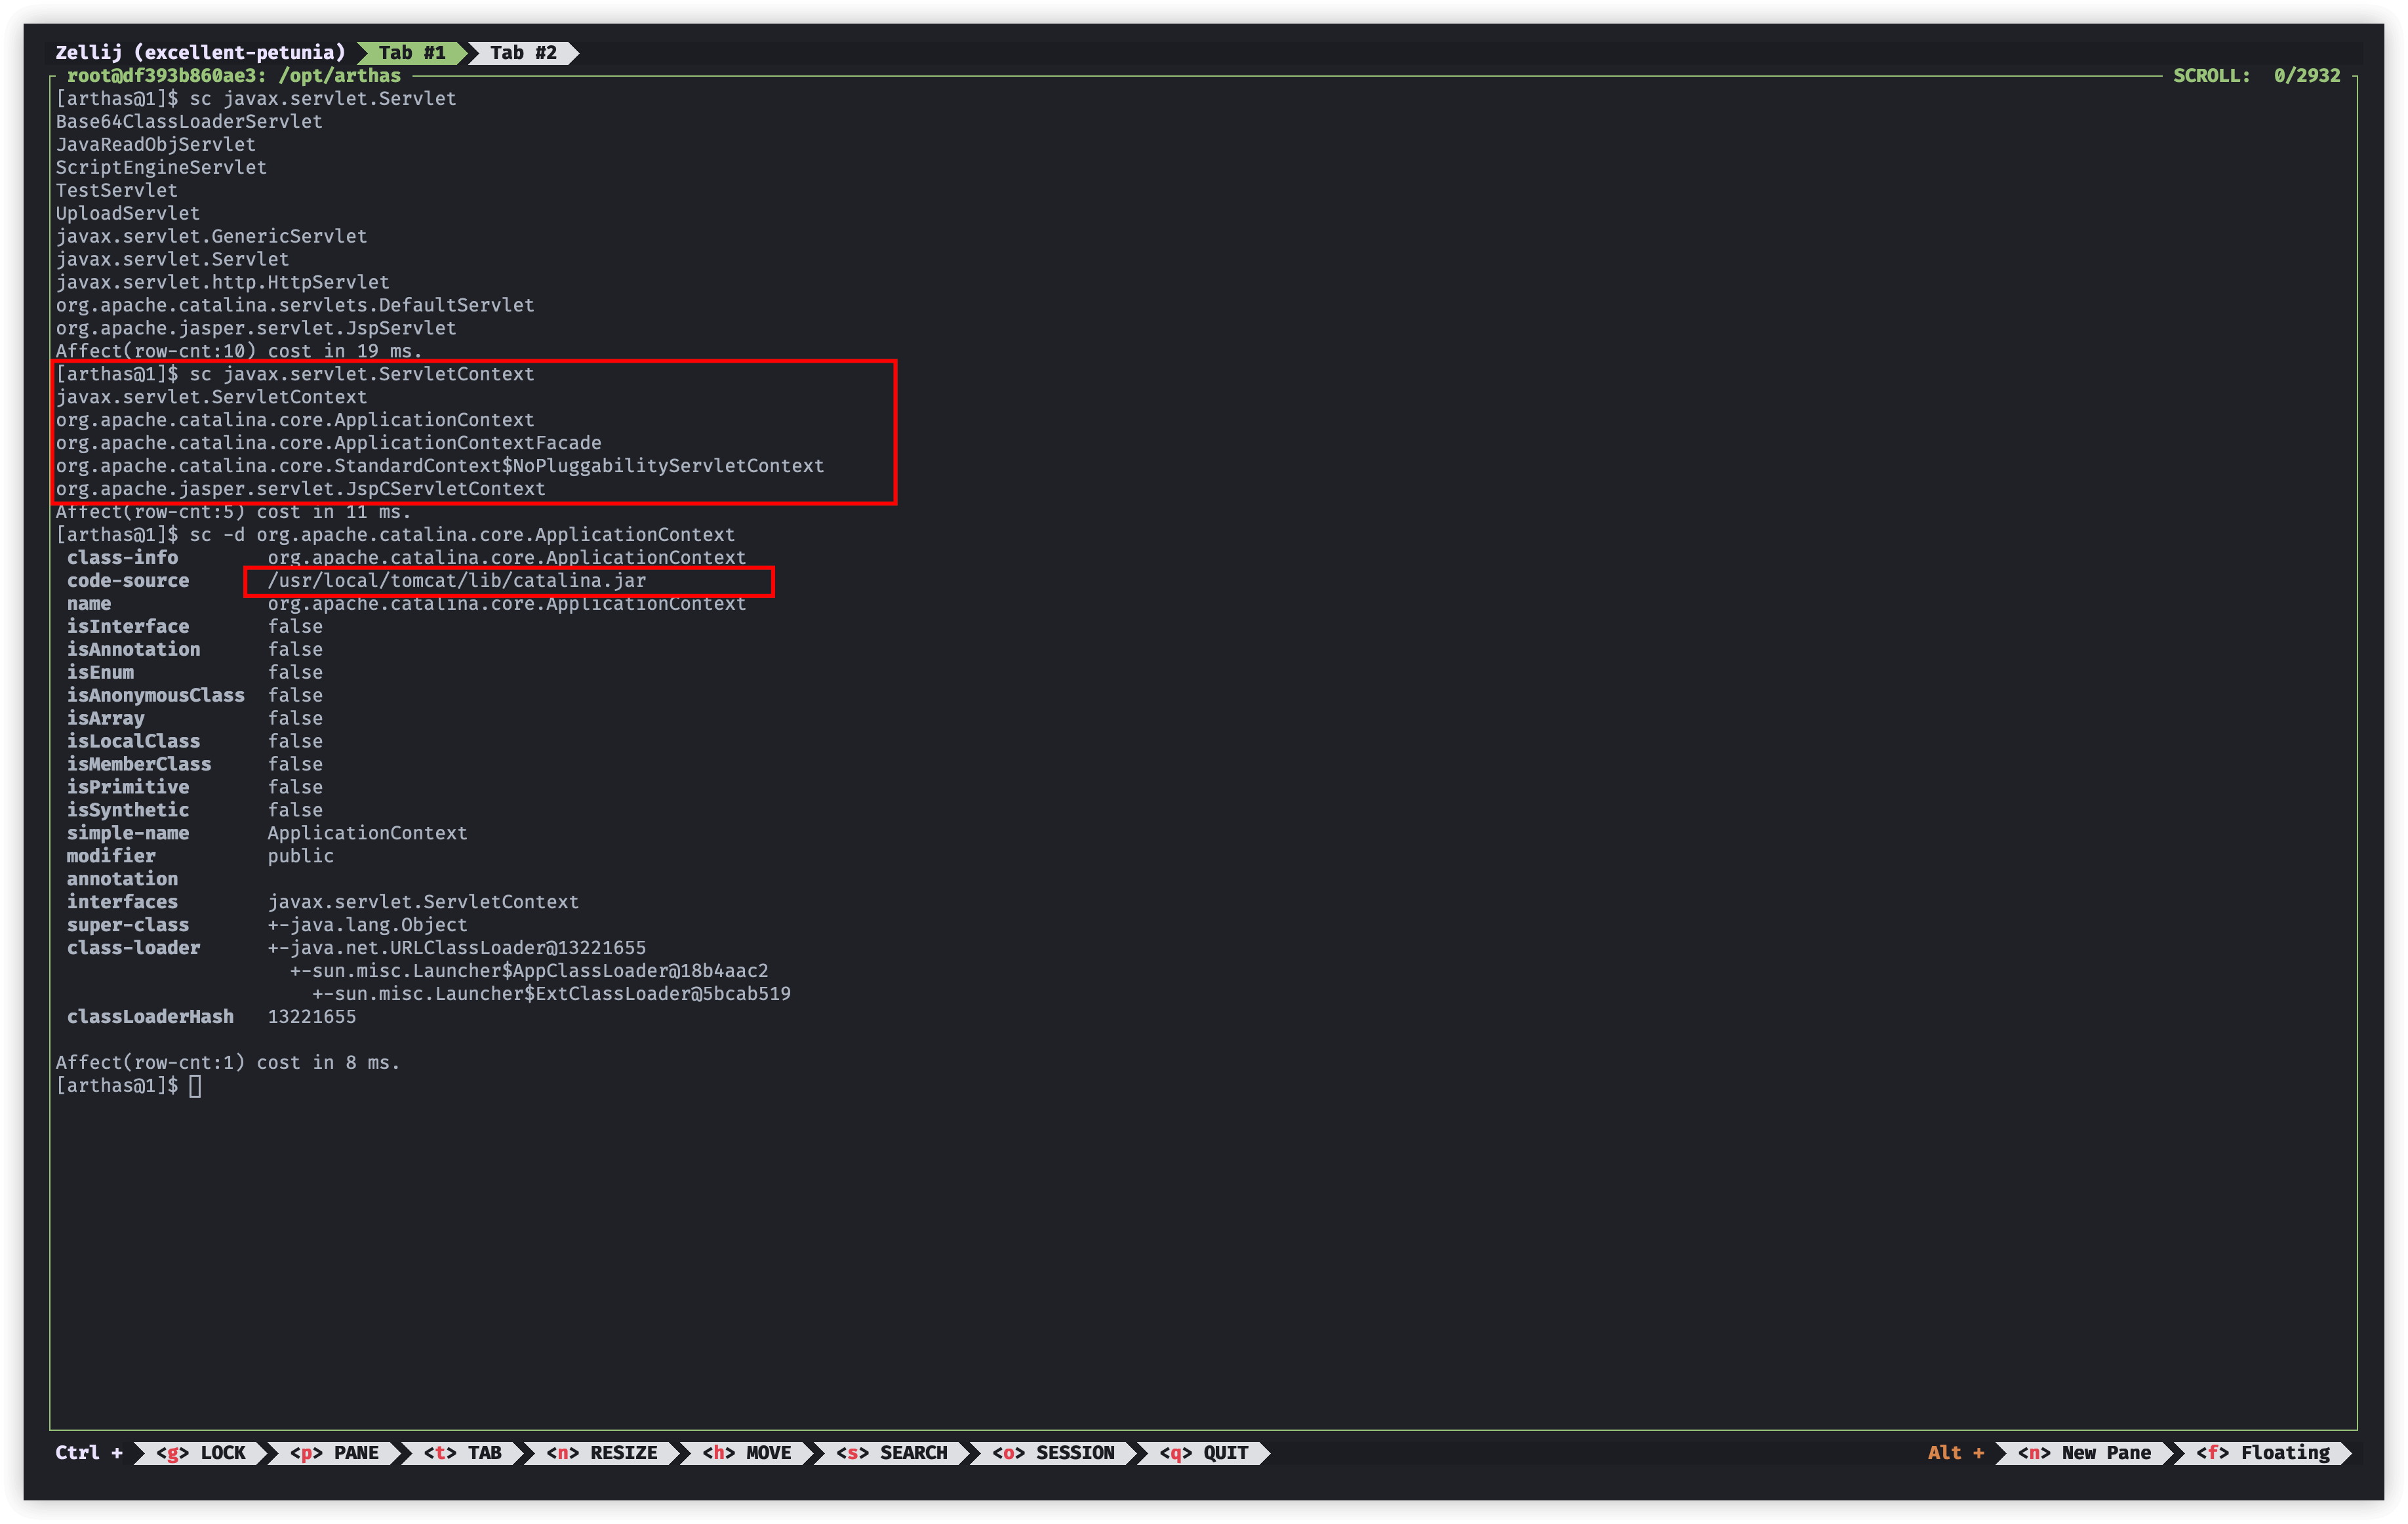 Zellij (excellent-petunia) Tab #1 Tab #2
root@df393b860ae3: /opt/arthas SCROLL: 0/2932
[arthas@1]$ sc javax.servlet.Servlet
Base64ClassLoaderServlet
JavaReadObjServlet
ScriptEngineServlet
TestServlet
UploadServlet
javax.servlet.GenericServlet
javax.servlet.Servlet
javax.servlet.http.HttpServlet
org.apache.catalina.servlets.DefaultServlet
org.apache.jasper.servlet.JspServlet
Affect(row-cnt:10) cost in 19 ms.
[arthas@1]$ sc javax.servlet.ServletContext
javax.servlet.ServletContext
org.apache.catalina.core.ApplicationContext
org.apache.catalina.core.ApplicationContextFacade
org.apache.catalina.core.StandardContext$NoPluggabilityServletContext
org.apache.jasper.servlet.JspCServletContext
Affect(row-cnt:5) cost in 11 ms.
[arthas@1]$ sc -d org.apache.catalina.core.ApplicationContext
class-info org.apache.catalina.core.ApplicationContext
code-source /usr/local/tomcat/lib/catalina.jar
name org.apache.catalina.core.ApplicationContext
isInterface false
isAnnotation false
isEnum false
isAnonymousClass false
isArray false
isLocalClass false
isMemberClass false
isPrimitive false
isSynthetic false
simple-name ApplicationContext
modifier public
annotation
interfaces javax.servlet.ServletContext
super-class +-java.lang.Object
class-loader +-java.net.URLClassLoader@13221655
+-sun.misc.Launcher$AppClassLoader@18b4aac2
+-sun.misc.Launcher$ExtClassLoader@5bcab519
classLoaderHash 13221655
Affect(row-cnt:1) cost in 8 ms.
[arthas@1]$
Ctrl + <g> LOCK <p> PANE <t> TAB <n> RESIZE <h> MOVE <s> SEARCH <o> SESSION <q> QUIT Alt + <n> New Pane <f> Floating